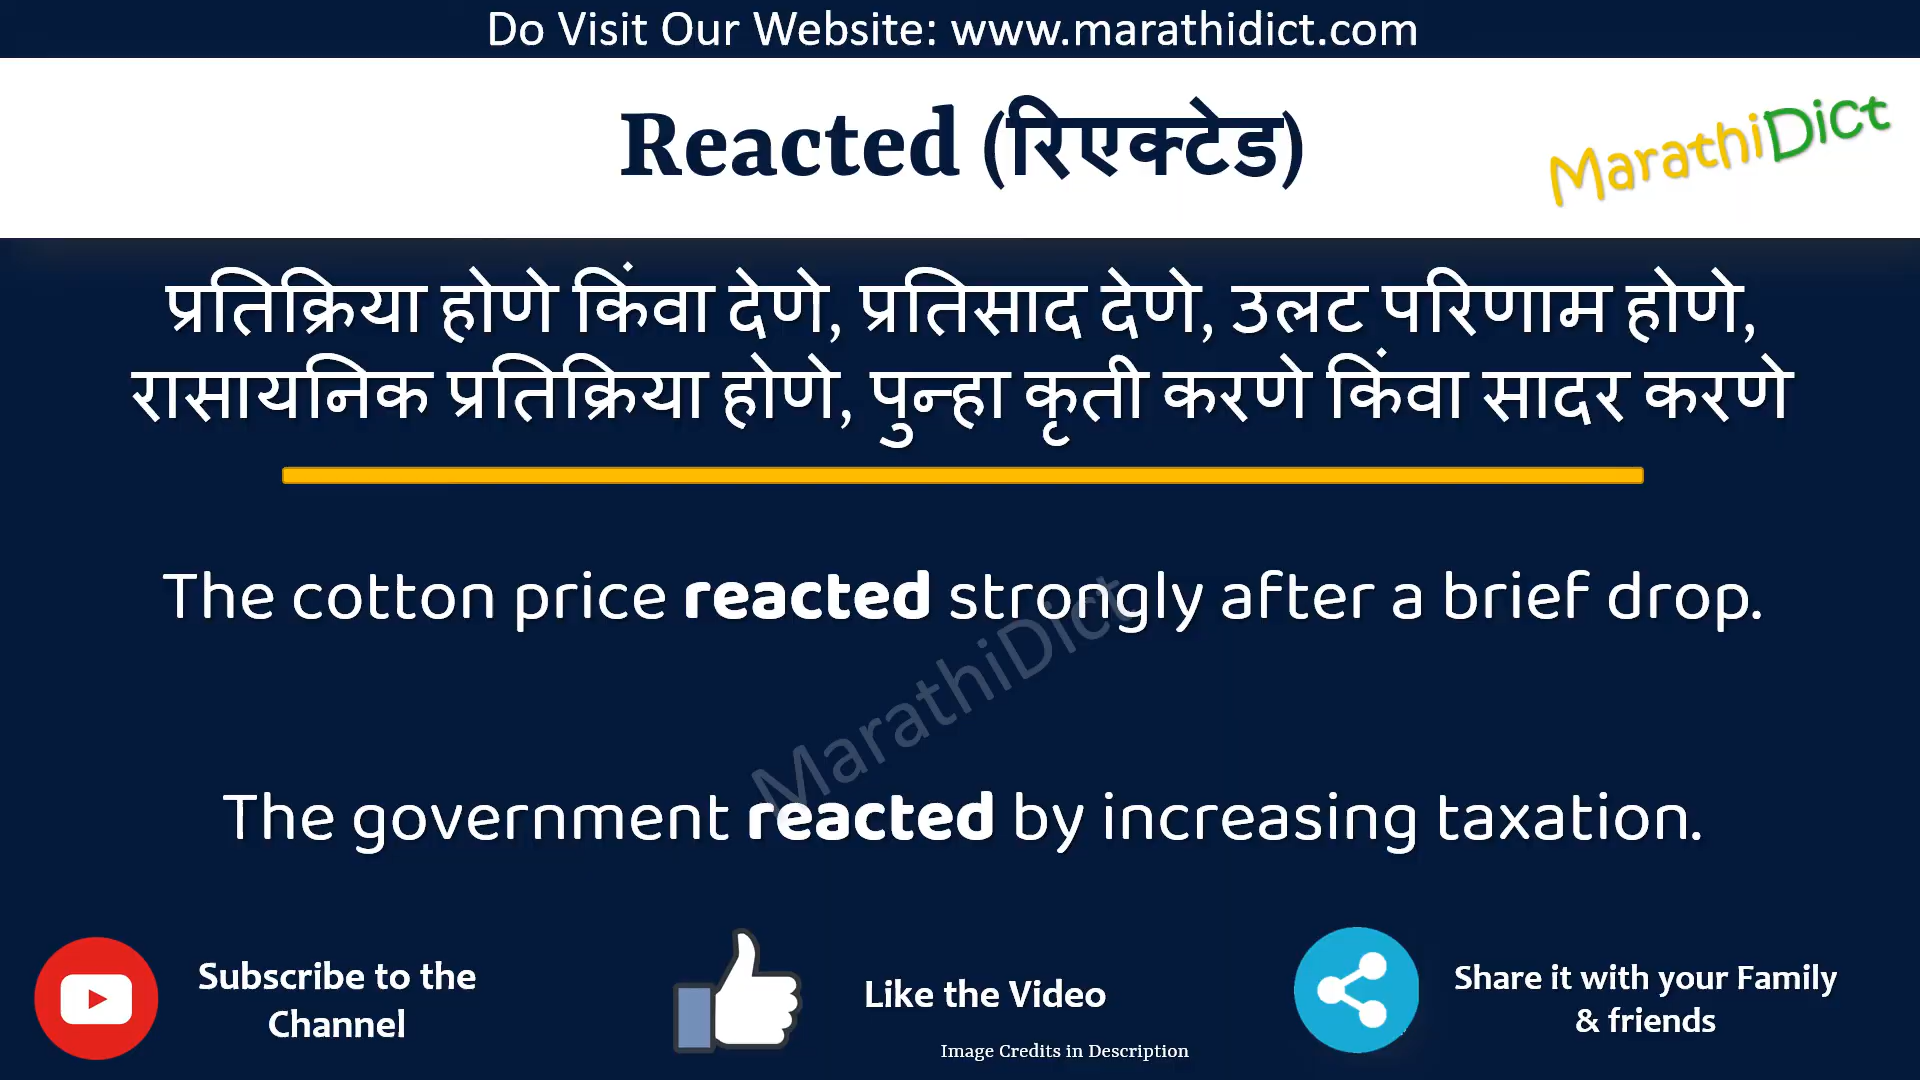 Do Visit Our Website: www.marathidict.com
Reacted (रिएक्टेड)
MarathiDict
प्रतिक्रिया होणे किंवा देणे, प्रतिसाद देणे, उलट परिणाम होणे,
रासायनिक प्रतिक्रिया होणे, पुन्हा कृती करणे किंवा सादर करणे
The cotton price reacted strongly after a brief drop.
MarathiDict
The government reacted by increasing taxation.
Subscribe to the
Channel
Like the Video
Share it with your Family
& friends
Image Credits in Description